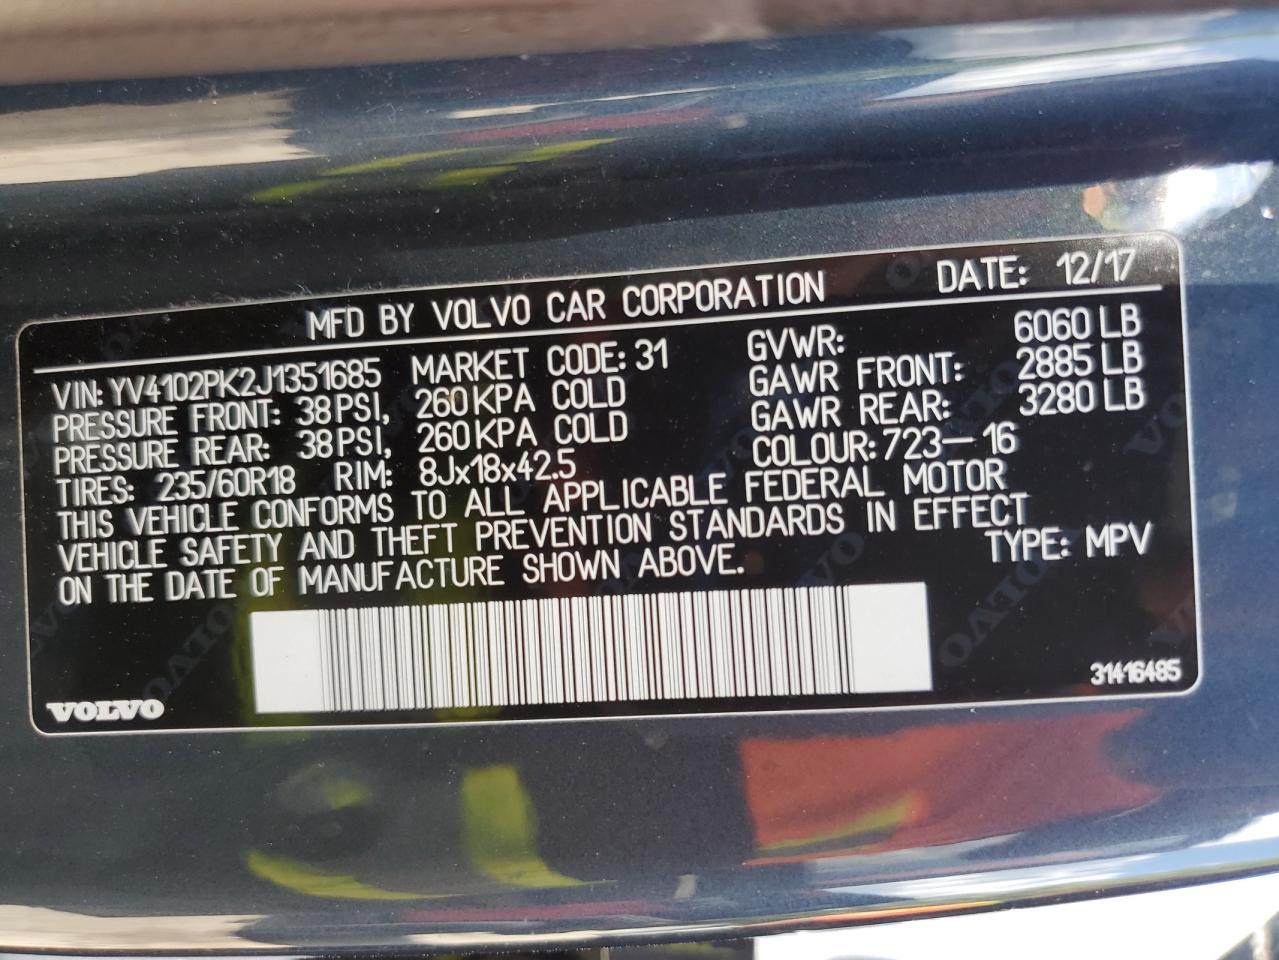 MFD BY VOLVO CAR CORPORATION DATE: 12/17
VIN: YV4102PK2J1351685 MARKET CODE: 31 GVWR: 6060 LB
PRESSURE FRONT: 38 PSI, 260 KPA COLD GAWR FRONT: 2885 LB
PRESSURE REAR: 38 PSI, 260 KPA COLD GAWR REAR: 3280 LB
TIRES: 235/60R18 RIM: 8Jx18x42.5 COLOUR: 723-16
THIS VEHICLE CONFORMS TO ALL APPLICABLE FEDERAL MOTOR
VEHICLE SAFETY AND THEFT PREVENTION STANDARDS IN EFFECT
ON THE DATE OF MANUFACTURE SHOWN ABOVE. TYPE: MPV
VOLVO
31416485